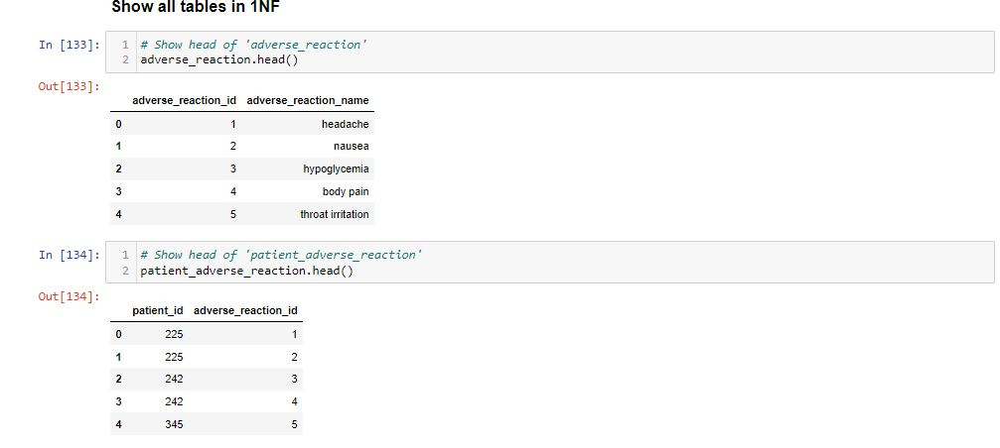 Show all tables in 1NF
In [133]:
1 # Show head of 'adverse_reaction'
2 adverse_reaction.head()
Out[133]:
adverse_reaction_id adverse_reaction_name
0 1 headache
1 2 nausea
2 3 hypoglycemia
3 4 body pain
4 5 throat irritation
In [134]:
1 # Show head of 'patient_adverse_reaction'
2 patient_adverse_reaction.head()
Out[134]:
patient_id adverse_reaction_id
0 225 1
1 225 2
2 242 3
3 242 4
4 345 5